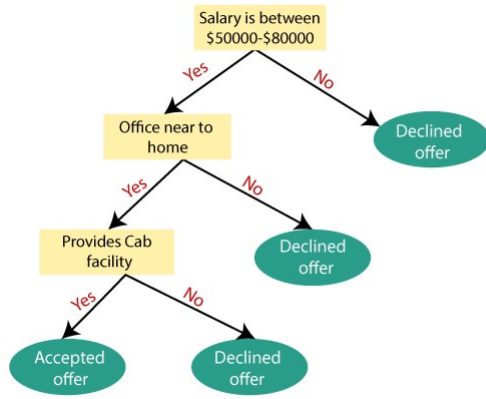 Salary is between
$50000-$80000
Yes
No
Office near to
home
Declined
offer
Yes
No
Provides Cab
facility
Declined
offer
Yes
No
Accepted
offer
Declined
offer